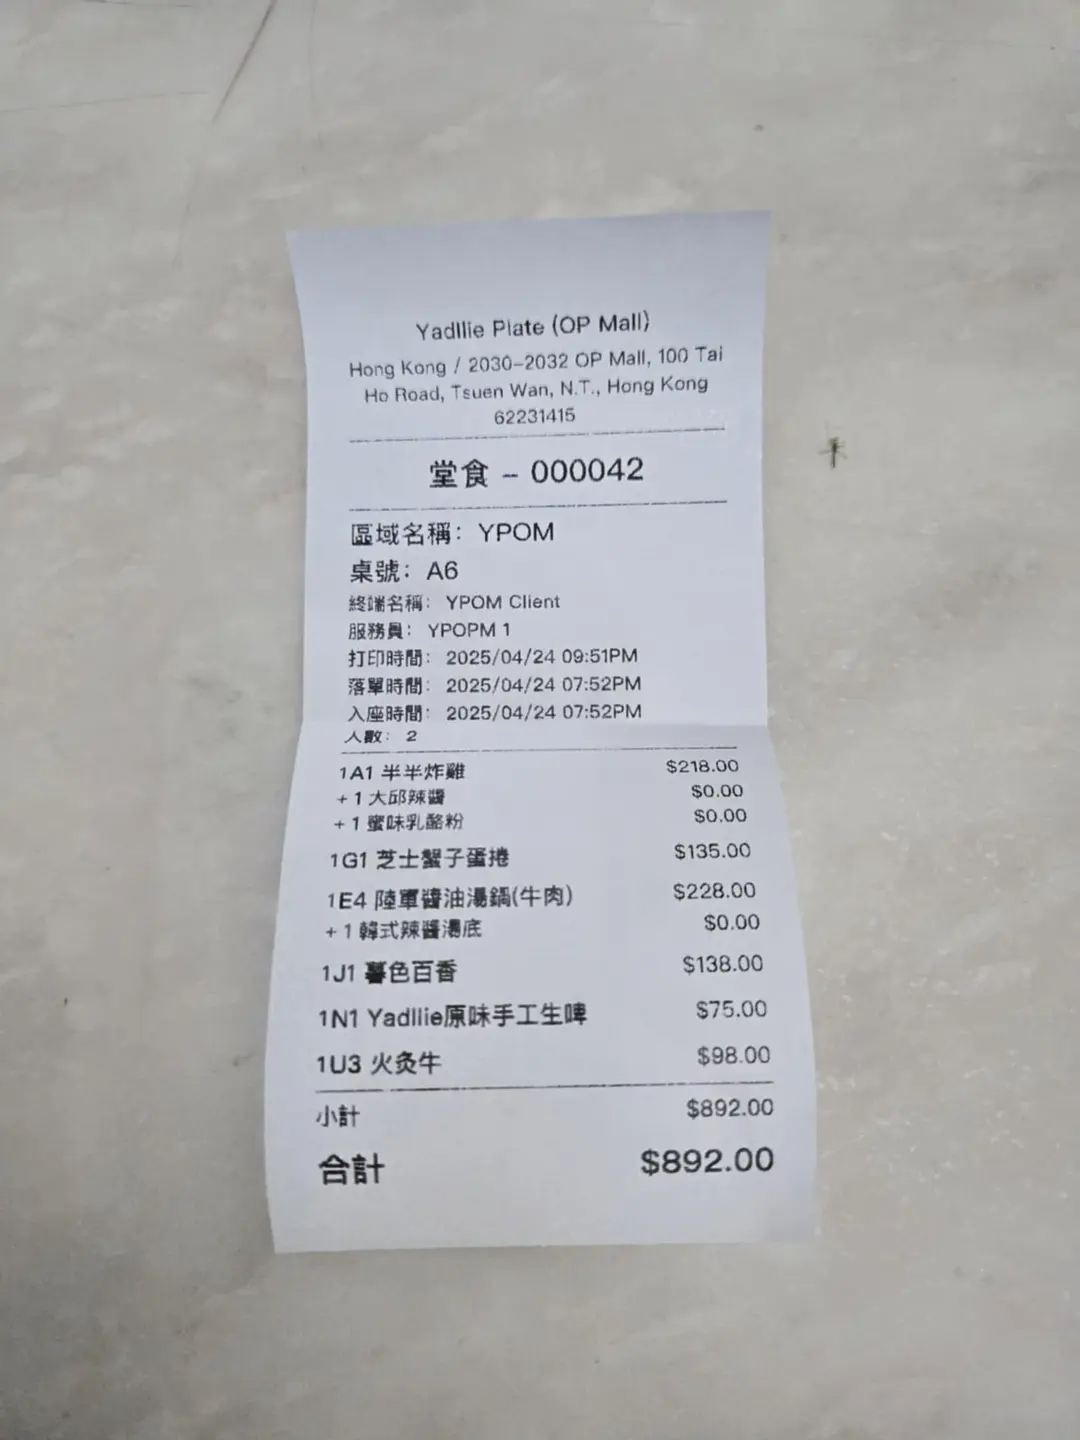 Yadllie Plate (OP Mall)
Hong Kong / 2030-2032 OP Mall, 100 Tai
Ho Road, Tsuen Wan, N.T., Hong Kong
62231415
堂食 - 000042
區域名稱: YPOM
桌號: A6
終端名稱: YPOM Client
服務員: YPOPM 1
打印時間: 2025/04/24 09:51PM
落單時間: 2025/04/24 07:52PM
入座時間: 2025/04/24 07:52PM
人數: 2
1A1 半半炸雞 $218.00
+ 1 大邱辣醬 $0.00
+ 1 蜜味乳酪粉 $0.00
1G1 芝士蟹子蛋捲 $135.00
1E4 陸軍醬油湯鍋(牛肉) $228.00
+ 1 韓式辣醬湯底 $0.00
1J1 暮色百香 $138.00
1N1 Yadllie原味手工生啤 $75.00
1U3 火灸牛 $98.00
小計 $892.00
合計 $892.00